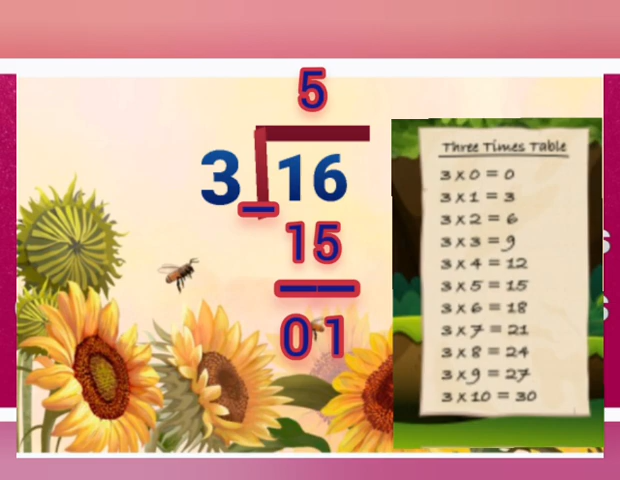 5
3 16
- 15
01
Three Times Table
3 x 0 = 0
3 x 1 = 3
3 x 2 = 6
3 x 3 = 9
3 x 4 = 12
3 x 5 = 15
3 x 6 = 18
3 x 7 = 21
3 x 8 = 24
3 x 9 = 27
3 x 10 = 30